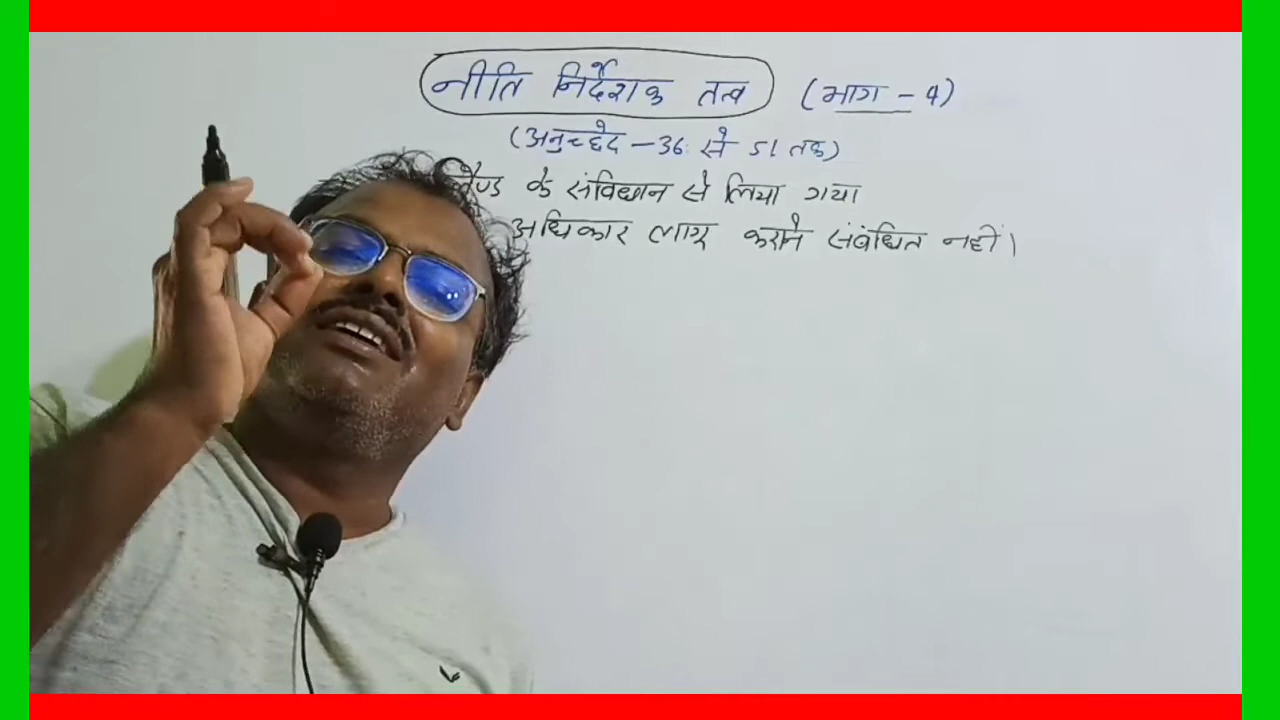 नीति निर्देशक तत्व (भाग - 4)
(अनुच्छेद - 36 से 51 तक)
के संविधान से लिया गया
अधिकार लागू कराने संबंधित नहीं।